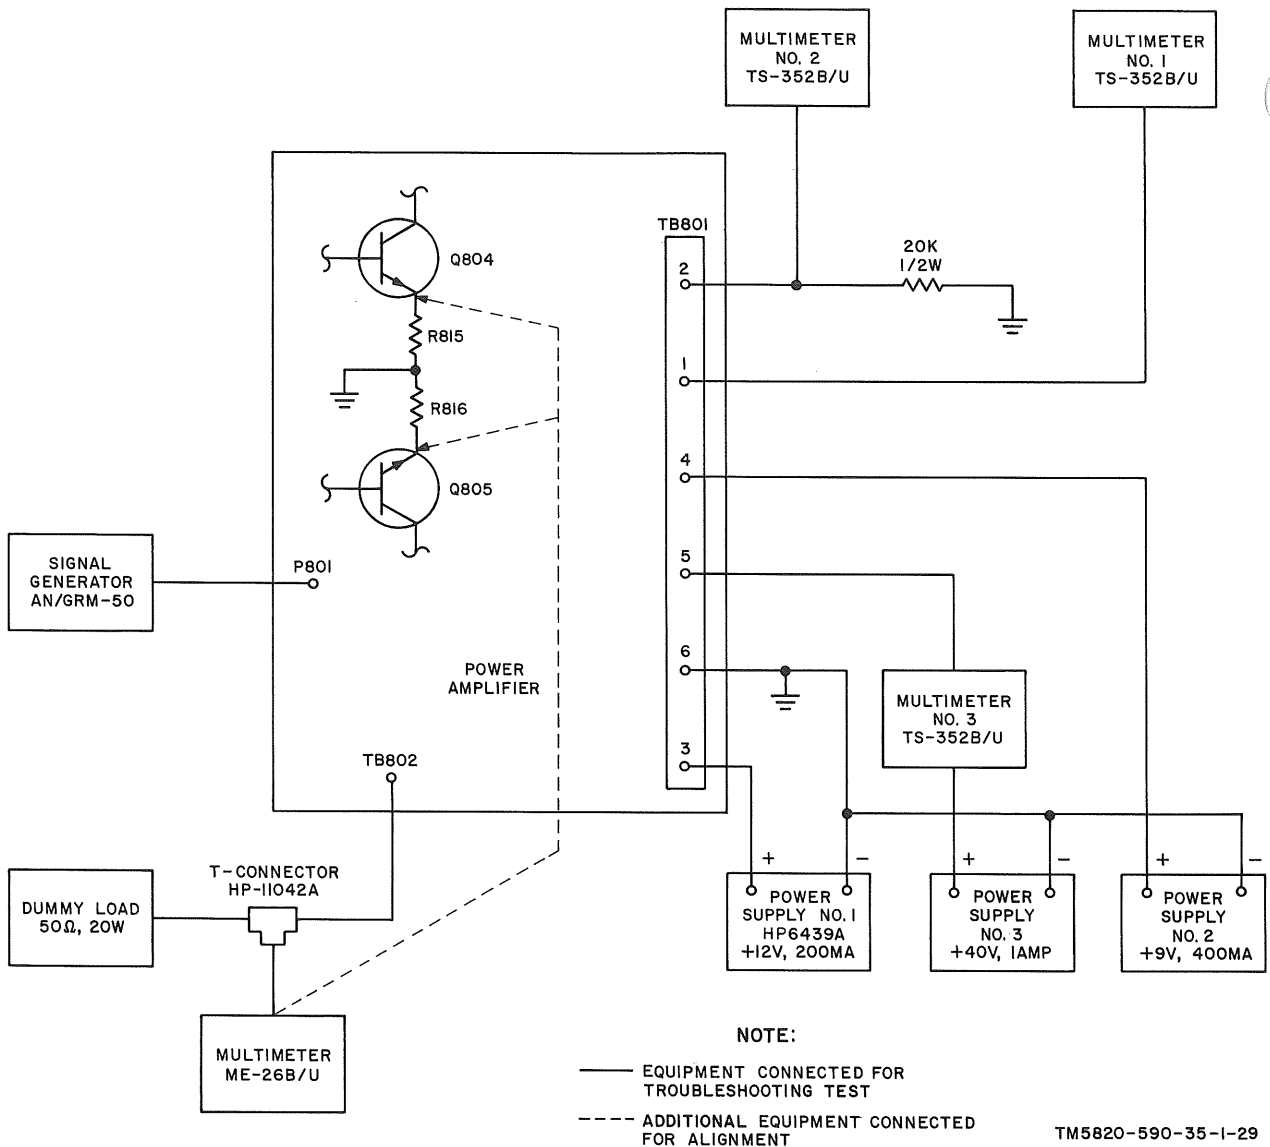 MULTIMETER
NO. 2
TS-352B/U
MULTIMETER
NO. 1
TS-352B/U
TB801
2
20K
1/2W
Q804
R815
1
R816
4
Q805
SIGNAL
GENERATOR
AN/GRM-50
P801
5
POWER
AMPLIFIER
6
MULTIMETER
NO. 3
TS-352B/U
TB802
3
T-CONNECTOR
HP-11042A
DUMMY LOAD
50Ω, 20W
+
-
POWER
SUPPLY NO. 1
HP6439A
+12V, 200MA
+
-
POWER
SUPPLY
NO. 3
+40V, 1AMP
+
-
POWER
SUPPLY
NO. 2
+9V, 400MA
MULTIMETER
ME-26B/U
NOTE:
EQUIPMENT CONNECTED FOR
TROUBLESHOOTING TEST
ADDITIONAL EQUIPMENT CONNECTED
FOR ALIGNMENT
TM5820-590-35-1-29